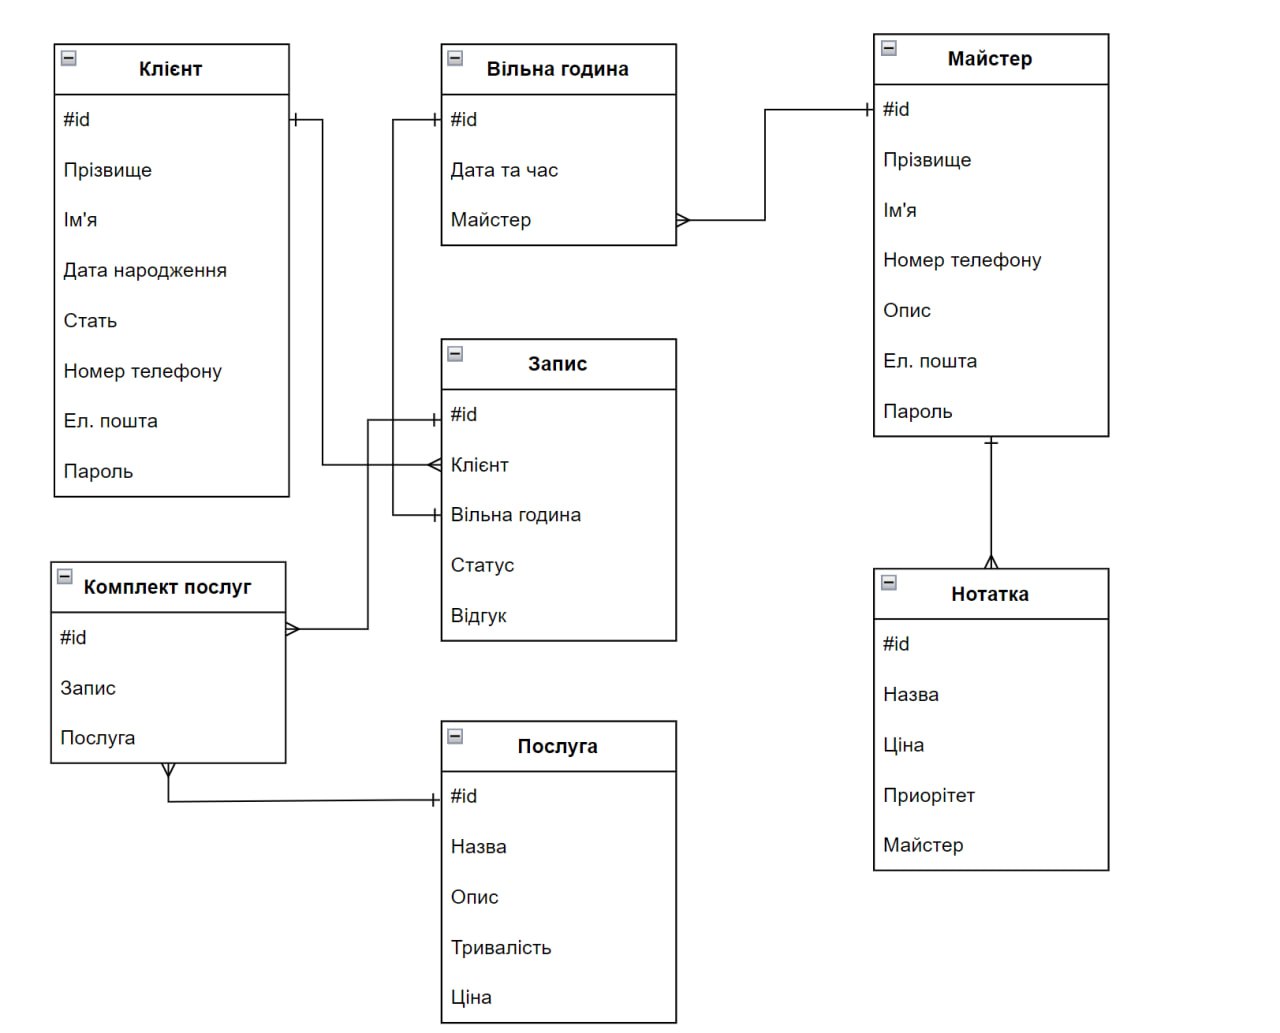 Клієнт
#id
Прізвище
Ім'я
Дата народження
Стать
Номер телефону
Ел. пошта
Пароль
Вільна година
#id
Дата та час
Майстер
Майстер
#id
Прізвище
Ім'я
Номер телефону
Опис
Ел. пошта
Пароль
Запис
#id
Клієнт
Вільна година
Статус
Відгук
Комплект послуг
#id
Запис
Послуга
Послуга
#id
Назва
Опис
Тривалість
Ціна
Нотатка
#id
Назва
Ціна
Приорітет
Майстер